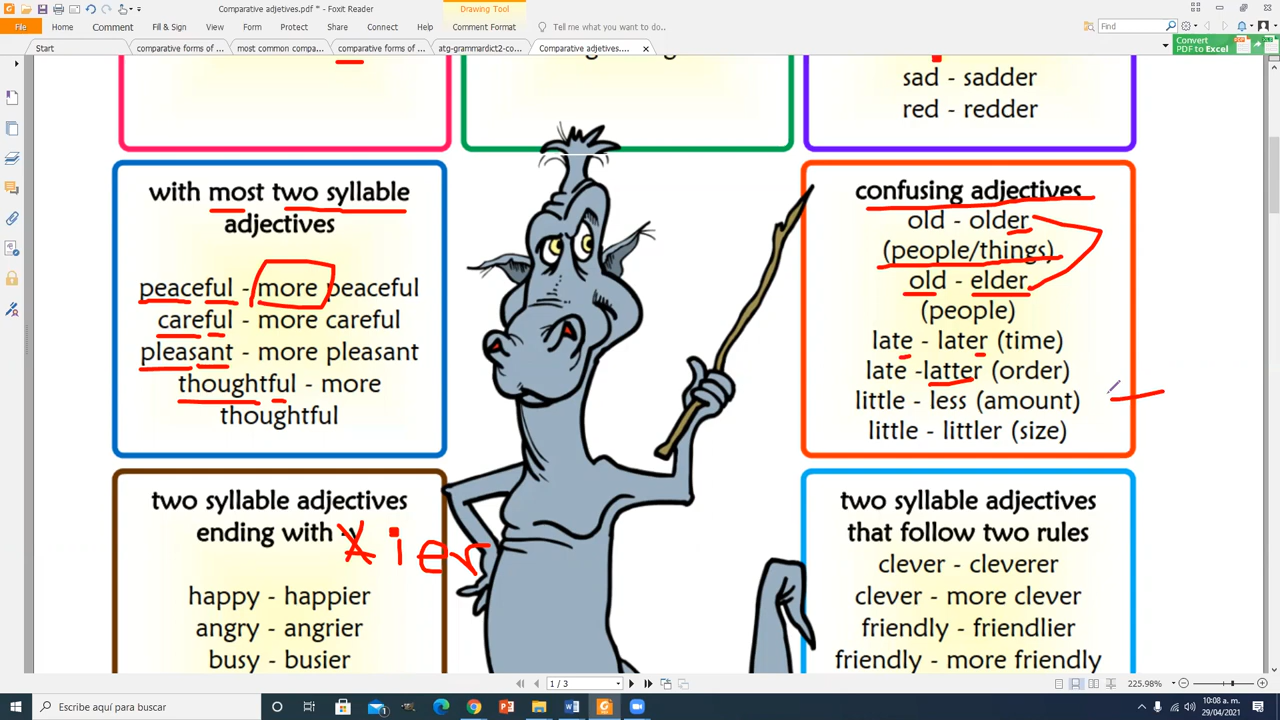 Comparative adjetives.pdf * - Foxit Reader
Drawing Tool
File
Home
Comment
Fill & Sign
View
Form
Protect
Share
Connect
Help
Comment Format
Tell me what you want to do...
Find
Start
comparative forms of ...
most common compa...
comparative forms of ...
atg-grammardict2-co...
Comparative adjetives....
Convert
PDF to Excel
sad - sadder
red - redder
with most two syllable
adjectives
peaceful - more peaceful
careful - more careful
pleasant - more pleasant
thoughtful - more
thoughtful
confusing adjectives
old - older
(people/things)
old - elder
(people)
late - later (time)
late -latter (order)
little - less (amount)
little - littler (size)
two syllable adjectives
ending with
ier
happy - happier
angry - angrier
busy - busier
two syllable adjectives
that follow two rules
clever - cleverer
clever - more clever
friendly - friendlier
friendly - more friendly
1 / 3
225.98%
Escribe aquí para buscar
10:08 a.m.
29/04/2021